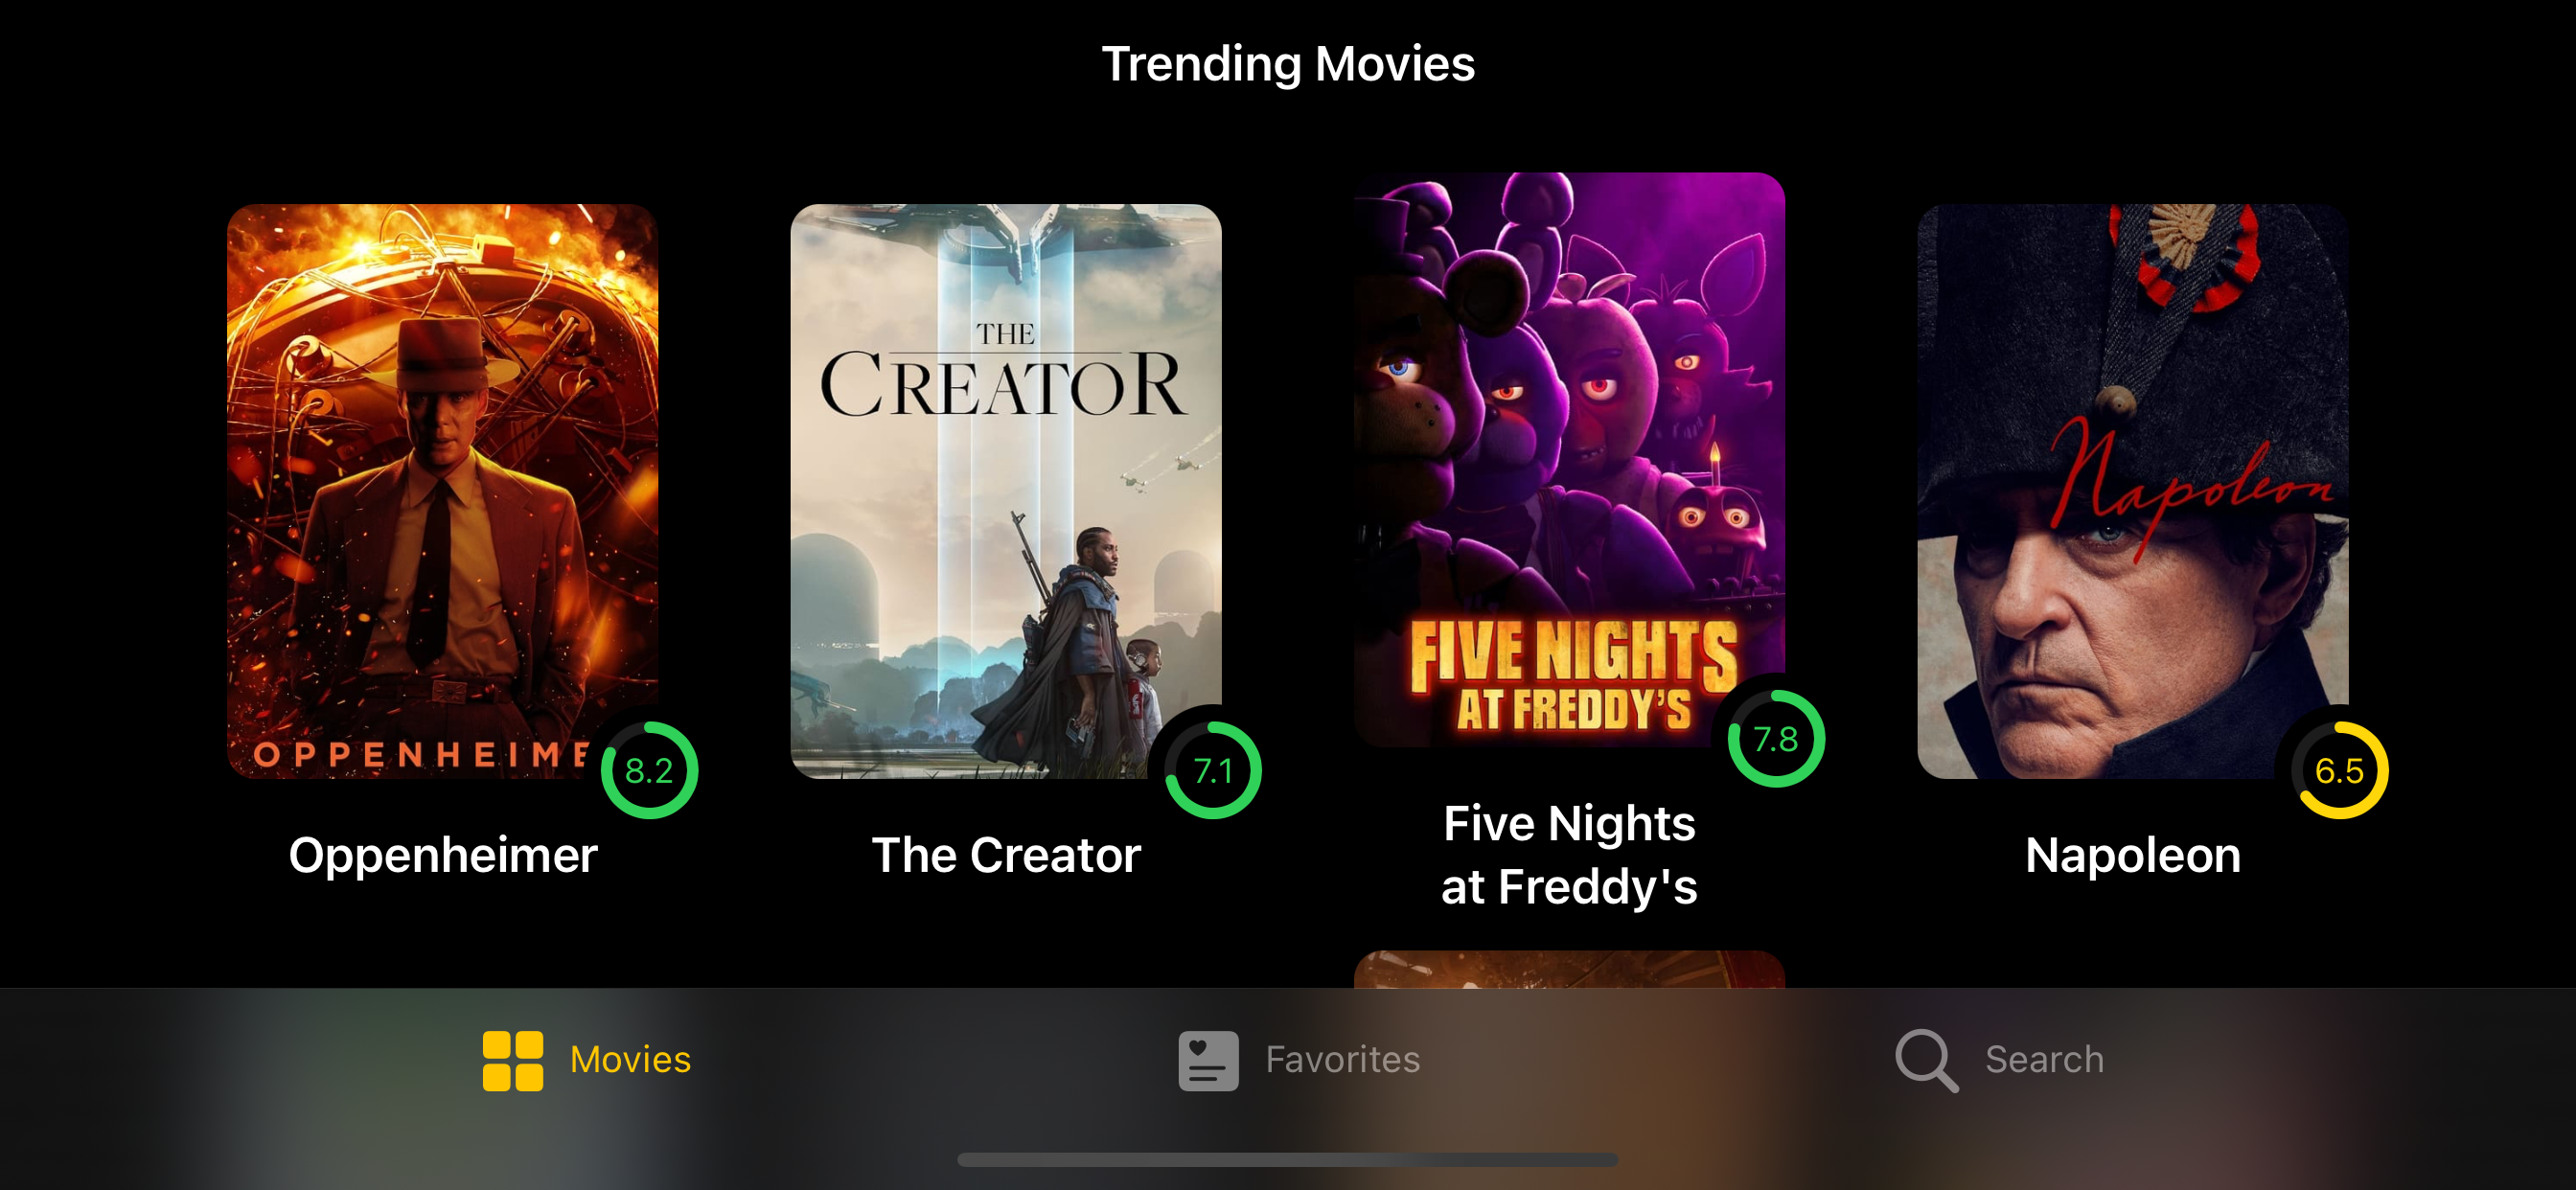 Trending Movies
OPPENHEIME
8.2
Oppenheimer
THE
CREATOR
7.1
The Creator
FIVE NIGHTS
AT FREDDY'S
7.8
Five Nights
at Freddy's
Napoleon
6.5
Napoleon
Movies
Favorites
Search